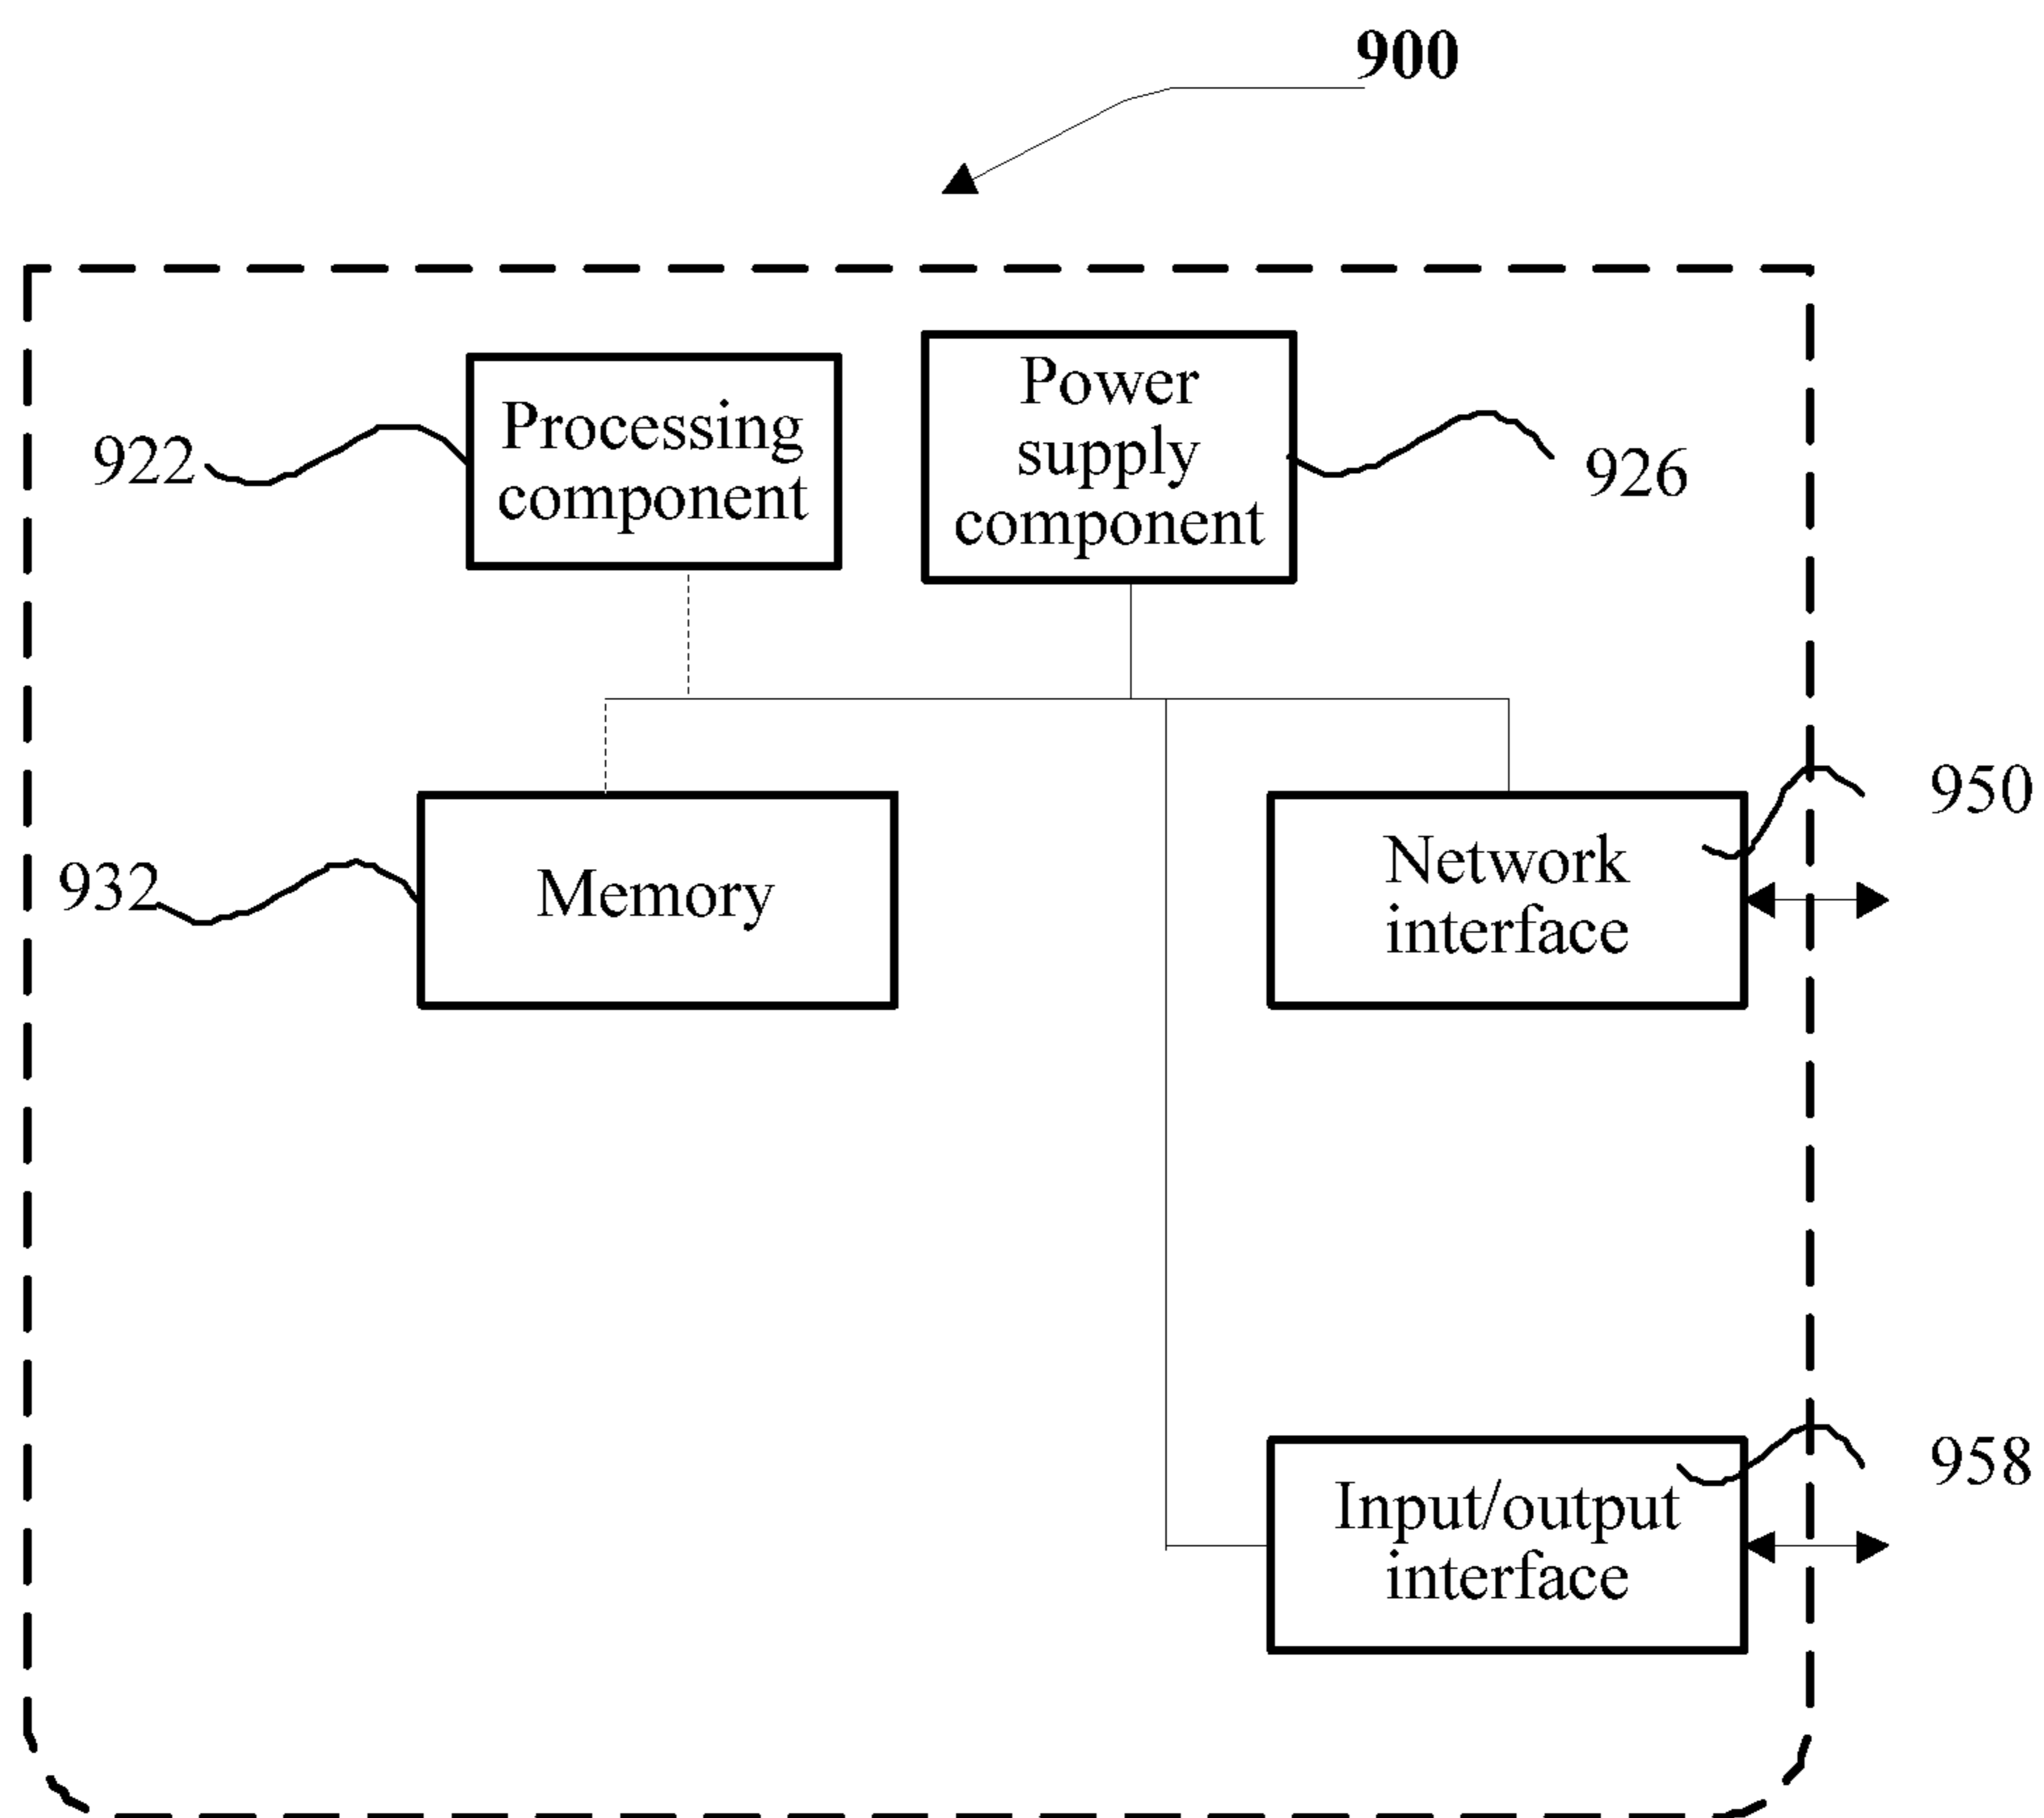 900
922
Processing
component
Power
supply
component
926
932
Memory
Network
interface
950
Input/output
interface
958